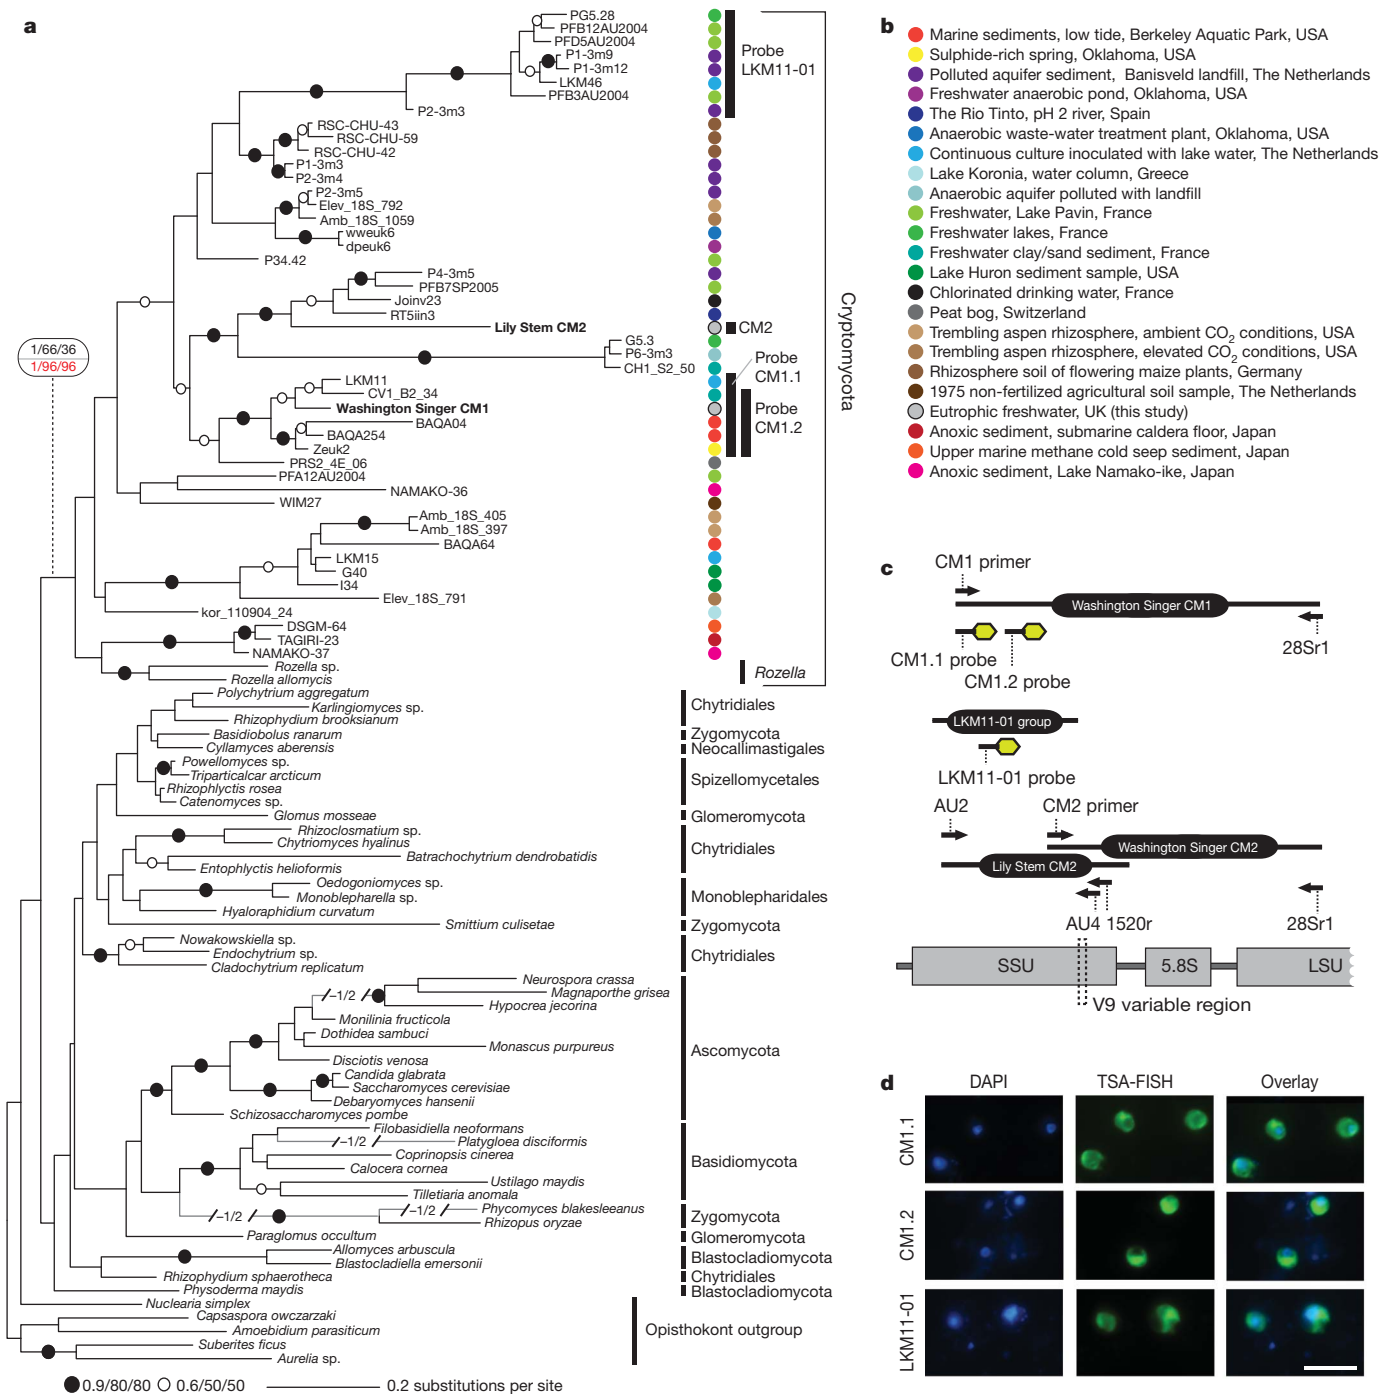 a
PG5.28
PFB12AU2004
PFD5AU2004
P1-3m9
P1-3m12
LKM46
PFB3AU2004
P2-3m3
RSC-CHU-43
RSC-CHU-59
RSC-CHU-42
P1-3m3
P2-3m4
P2-3m5
Elev_18S_792
Amb_18S_1059
wweuk6
dpeuk6
P34.42
P4-3m5
PFB7SP2005
Joinv23
RT5iin3
Lily Stem CM2
G5.3
P6-3m3
CH1_S2_50
LKM11
CV1_B2_34
Washington Singer CM1
BAQA04
BAQA254
Zeuk2
PRS2_4E_06
PFA12AU2004
NAMAKO-36
WIM27
Amb_18S_405
Amb_18S_397
BAQA64
LKM15
G40
I34
Elev_18S_791
kor_110904_24
DSGM-64
TAGIRI-23
NAMAKO-37
Rozella sp.
Rozella allomycis
Polychytrium aggregatum
Karlingiomyces sp.
Rhizophydium brooksianum
Basidiobolus ranarum
Cyllamyces aberensis
Powellomyces sp.
Triparticalcar arcticum
Rhizophlyctis rosea
Catenomyces sp.
Glomus mosseae
Rhizoclosmatium sp.
Chytriomyces hyalinus
Batrachochytrium dendrobatidis
Entophlyctis helioformis
Oedogoniomyces sp.
Monoblepharella sp.
Hyaloraphidium curvatum
Smittium culisetae
Nowakowskiella sp.
Endochytrium sp.
Cladochytrium replicatum
Neurospora crassa
Magnaporthe grisea
Hypocrea jecorina
Monilinia fructicola
Dothidea sambuci
Monascus purpureus
Disciotis venosa
Candida glabrata
Saccharomyces cerevisiae
Debaryomyces hansenii
Schizosaccharomyces pombe
Filobasidiella neoformans
Platygloea disciformis
Coprinopsis cinerea
Calocera cornea
Ustilago maydis
Tilletiaria anomala
Phycomyces blakesleeanus
Rhizopus oryzae
Paraglomus occultum
Allomyces arbuscula
Blastocladiella emersonii
Rhizophydium sphaerotheca
Physoderma maydis
Nuclearia simplex
Capsaspora owczarzaki
Amoebidium parasiticum
Suberites ficus
Aurelia sp.
1/66/36
1/96/96
–1/2
–1/2
–1/2
–1/2
Probe
LKM11-01
CM2
Probe
CM1.1
Probe
CM1.2
Cryptomycota
Rozella
Chytridiales
Zygomycota
Neocallimastigales
Spizellomycetales
Glomeromycota
Chytridiales
Monoblepharidales
Zygomycota
Chytridiales
Ascomycota
Basidiomycota
Zygomycota
Glomeromycota
Blastocladiomycota
Chytridiales
Blastocladiomycota
Opisthokont outgroup
0.9/80/80
0.6/50/50
0.2 substitutions per site
b
Marine sediments, low tide, Berkeley Aquatic Park, USA
Sulphide-rich spring, Oklahoma, USA
Polluted aquifer sediment, Banisveld landfill, The Netherlands
Freshwater anaerobic pond, Oklahoma, USA
The Rio Tinto, pH 2 river, Spain
Anaerobic waste-water treatment plant, Oklahoma, USA
Continuous culture inoculated with lake water, The Netherlands
Lake Koronia, water column, Greece
Anaerobic aquifer polluted with landfill
Freshwater, Lake Pavin, France
Freshwater lakes, France
Freshwater clay/sand sediment, France
Lake Huron sediment sample, USA
Chlorinated drinking water, France
Peat bog, Switzerland
Trembling aspen rhizosphere, ambient CO2 conditions, USA
Trembling aspen rhizosphere, elevated CO2 conditions, USA
Rhizosphere soil of flowering maize plants, Germany
1975 non-fertilized agricultural soil sample, The Netherlands
Eutrophic freshwater, UK (this study)
Anoxic sediment, submarine caldera floor, Japan
Upper marine methane cold seep sediment, Japan
Anoxic sediment, Lake Namako-ike, Japan
c
CM1 primer
Washington Singer CM1
CM1.1 probe
28Sr1
CM1.2 probe
LKM11-01 group
LKM11-01 probe
AU2
CM2 primer
Washington Singer CM2
Lily Stem CM2
AU4 1520r
28Sr1
SSU
5.8S
LSU
V9 variable region
d
DAPI
TSA-FISH
Overlay
CM1.1
CM1.2
LKM11-01